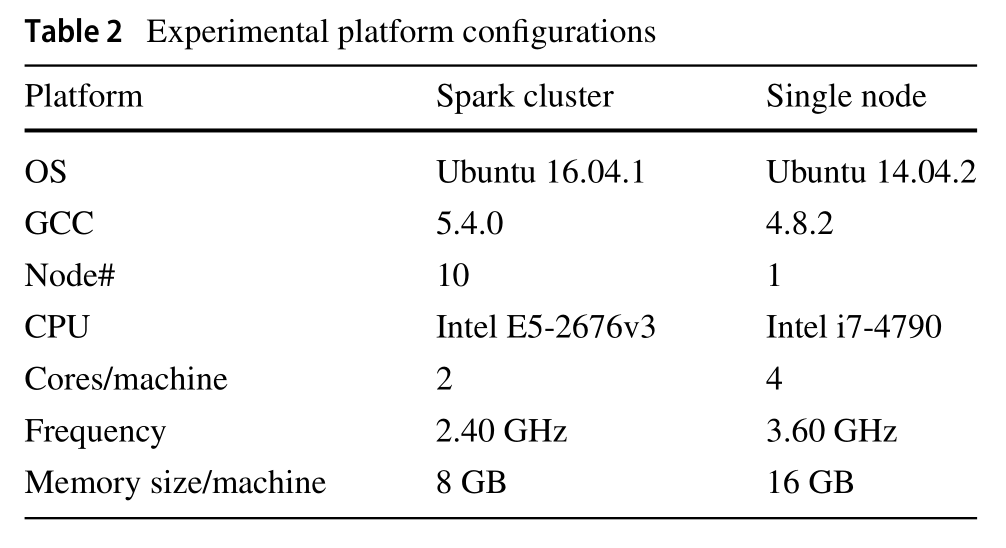 Table 2 Experimental platform configurations
Platform Spark cluster Single node
OS Ubuntu 16.04.1 Ubuntu 14.04.2
GCC 5.4.0 4.8.2
Node# 10 1
CPU Intel E5-2676v3 Intel i7-4790
Cores/machine 2 4
Frequency 2.40 GHz 3.60 GHz
Memory size/machine 8 GB 16 GB